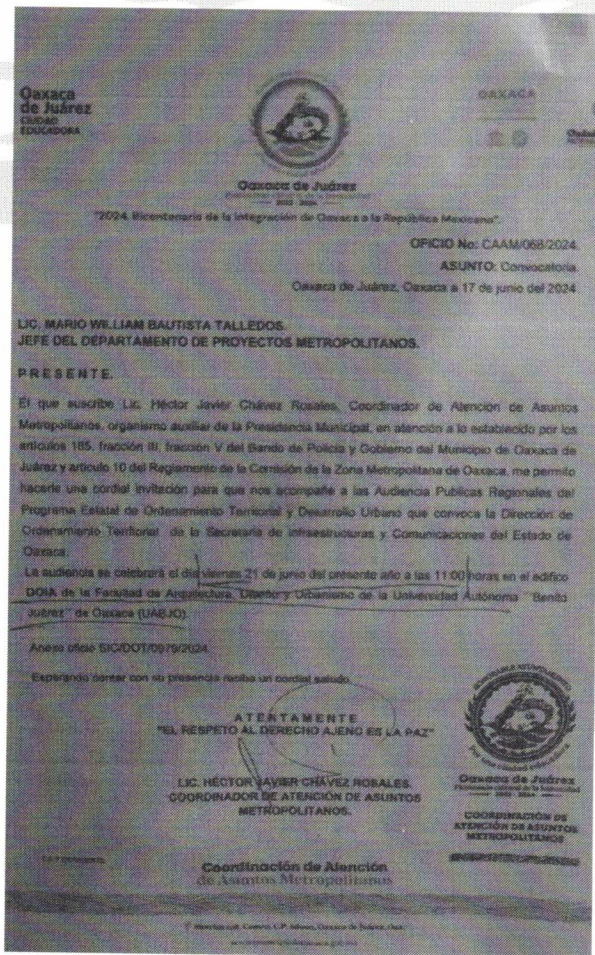 Oaxaca
de Juárez
CIUDAD
EDUCADORA
OAXACA
Oaxaca de Juárez
2022 - 2024
"2024, Bicentenario de la Integración de Oaxaca a la República Mexicana".
OFICIO No: CAAM/068/2024.
ASUNTO: Convocatoria.
Oaxaca de Juárez, Oaxaca a 17 de junio del 2024.
LIC. MARIO WILLIAM BAUTISTA TALLEDOS.
JEFE DEL DEPARTAMENTO DE PROYECTOS METROPOLITANOS.
PRESENTE.
El que suscribe Lic. Héctor Javier Chávez Rosales, Coordinador de Atención de Asuntos
Metropolitanos, organismo auxiliar de la Presidencia Municipal, en atención a lo establecido por los
artículos 185, fracción III, fracción V del Bando de Policía y Gobierno del Municipio de Oaxaca de
Juárez y artículo 10 del Reglamento de la Comisión de la Zona Metropolitana de Oaxaca, me permito
hacerle una cordial invitación para que nos acompañe a las Audiencia Publicas Regionales del
Programa Estatal de Ordenamiento Territorial y Desarrollo Urbano que convoca la Dirección de
Ordenamiento Territorial de la Secretaría de Infraestructuras y Comunicaciones del Estado de
Oaxaca.
La audiencia se celebrará el día viernes 21 de junio del presente año a las 11:00 horas en el edifico
DOIA de la Facultad de Arquitectura, Diseño y Urbanismo de la Universidad Autónoma ¨Benito
Juárez¨ de Oaxaca (UABJO).
Anexo oficio SIC/DOT/0979/2024.
Esperando contar con su presencia reciba un cordial saludo.
ATENTAMENTE
"EL RESPETO AL DERECHO AJENO ES LA PAZ"
LIC. HÉCTOR JAVIER CHÁVEZ ROSALES.
COORDINADOR DE ATENCIÓN DE ASUNTOS
METROPOLITANOS.
Oaxaca de Juárez
2022 - 2024
COORDINACIÓN DE
ATENCIÓN DE ASUNTOS
METROPOLITANOS
Coordinación de Atención
de Asuntos Metropolitanos